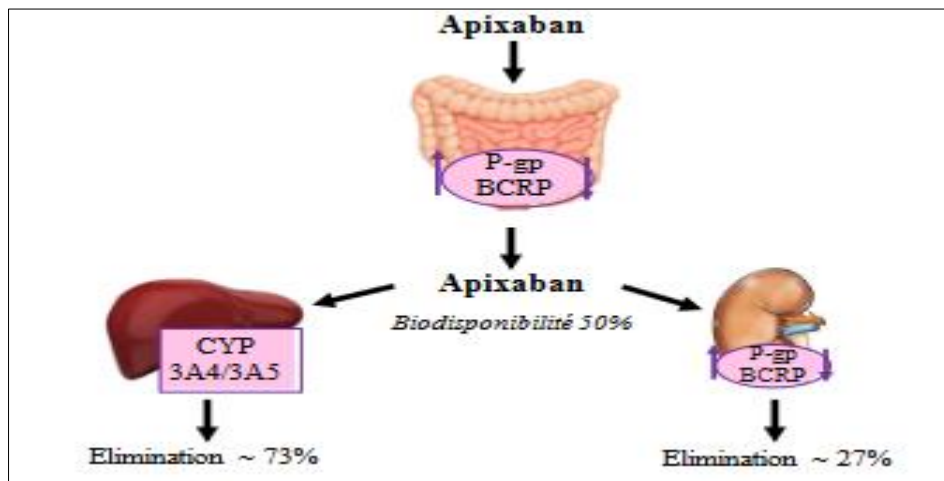 Apixaban
P-gp
BCRP
Apixaban
Biodisponibilité 50%
CYP
3A4/3A5
P-gp
BCRP
Elimination ~ 73%
Elimination ~ 27%